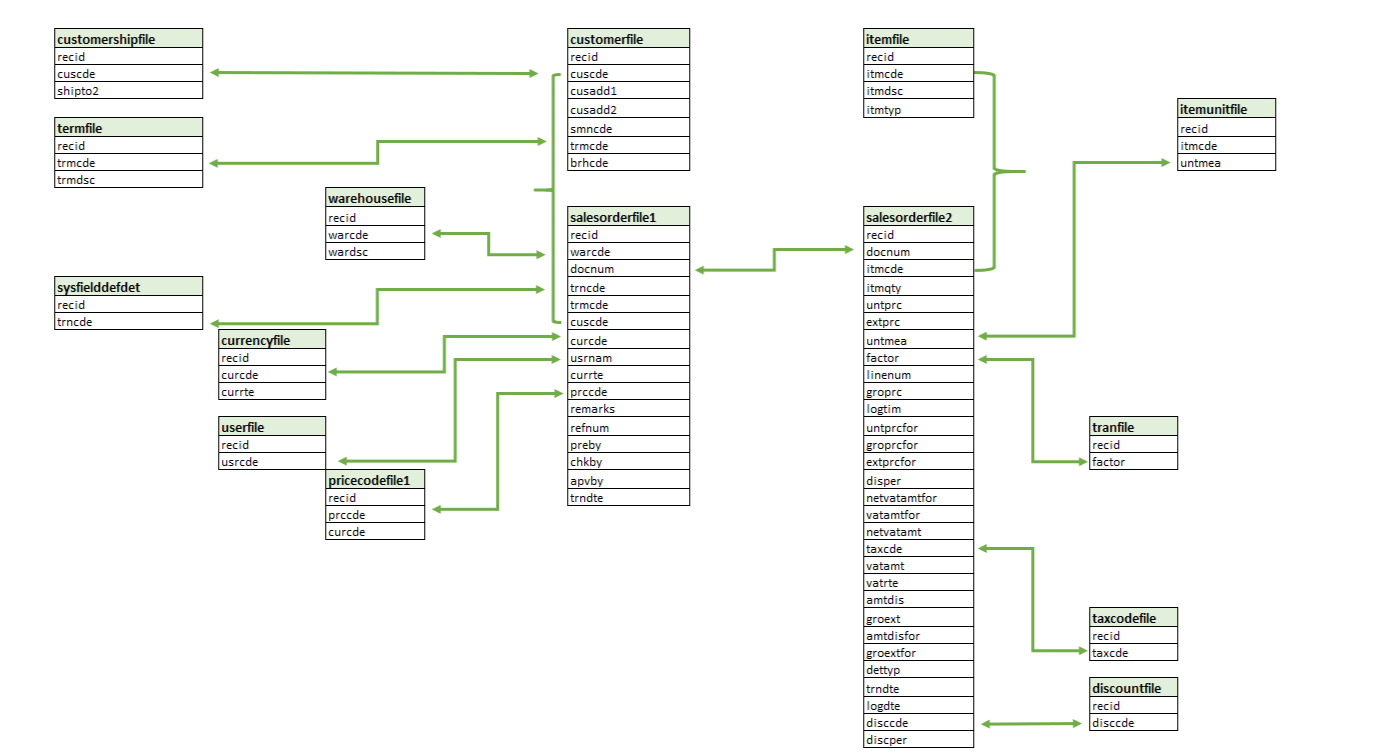 customershipfile
recid
cuscde
shipto2
termfile
recid
trmcde
trmdsc
warehousefile
recid
warcde
wardsc
sysfielddefdet
recid
trncde
currencyfile
recid
curcde
currte
userfile
recid
usrcde
pricecodefile1
recid
prccde
curcde
customerfile
recid
cuscde
cusadd1
cusadd2
smncde
trmcde
brhcde
salesorderfile1
recid
warcde
docnum
trncde
trmcde
cuscde
curcde
usrnam
currte
prccde
remarks
refnum
preby
chkby
apvby
trndte
itemfile
recid
itmcde
itmdsc
itmtyp
salesorderfile2
recid
docnum
itmcde
itmqty
untprc
extprc
untmea
factor
linenum
groprc
logtim
untprcfor
groprcfor
extprcfor
disper
netvatamtfor
vatamtfor
netvatamt
taxcde
vatamt
vatrte
amtdis
groext
amtdisfor
groextfor
dettyp
trndte
logdte
disccde
discper
itemunitfile
recid
itmcde
untmea
tranfile
recid
factor
taxcodefile
recid
taxcde
discountfile
recid
disccde